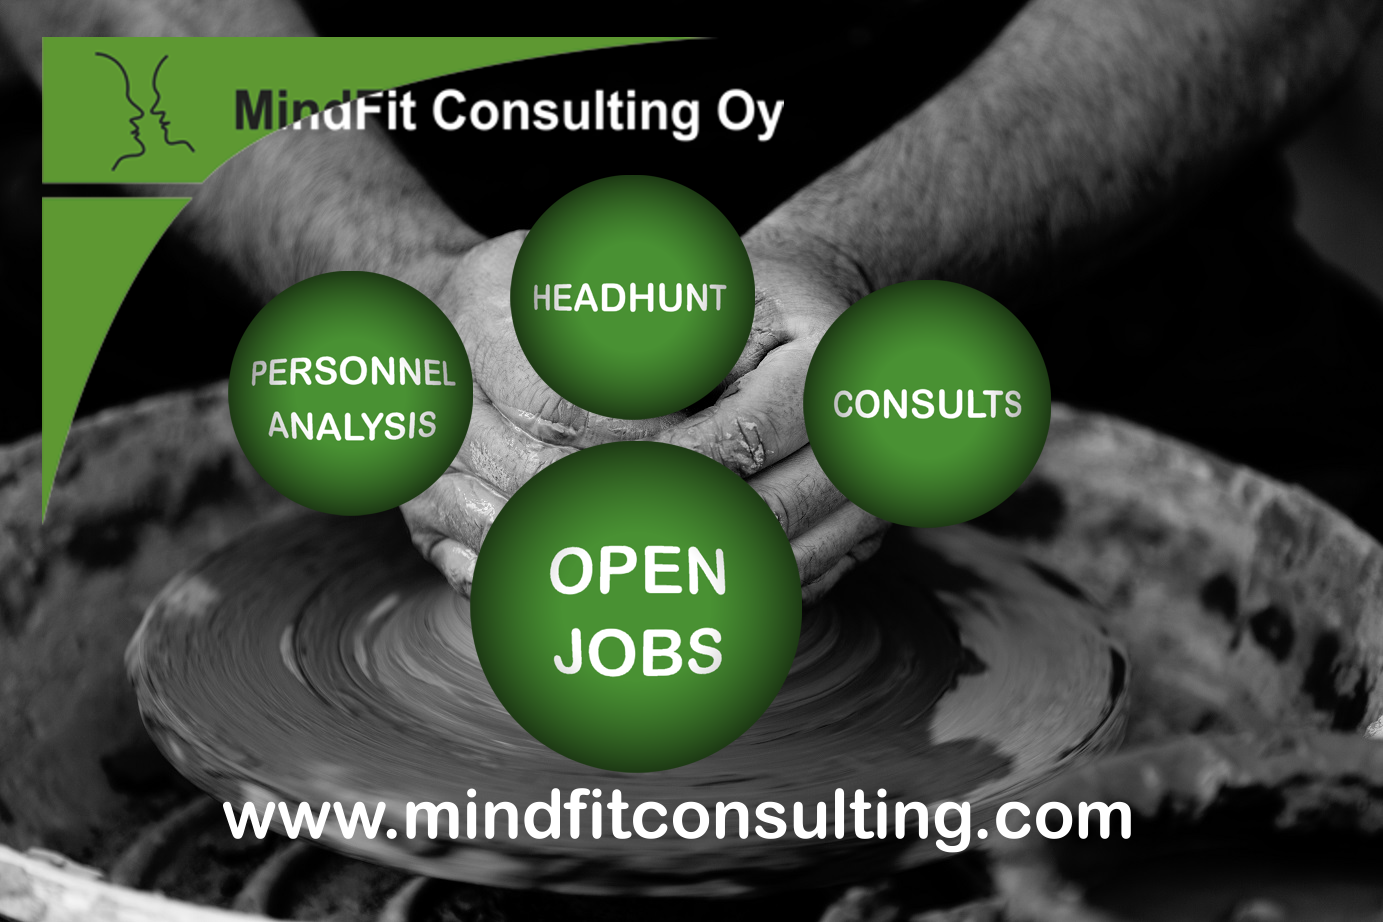 MindFit Consulting Oy
HEADHUNT
PERSONNEL
ANALYSIS
CONSULTS
OPEN
JOBS
www.mindfitconsulting.com